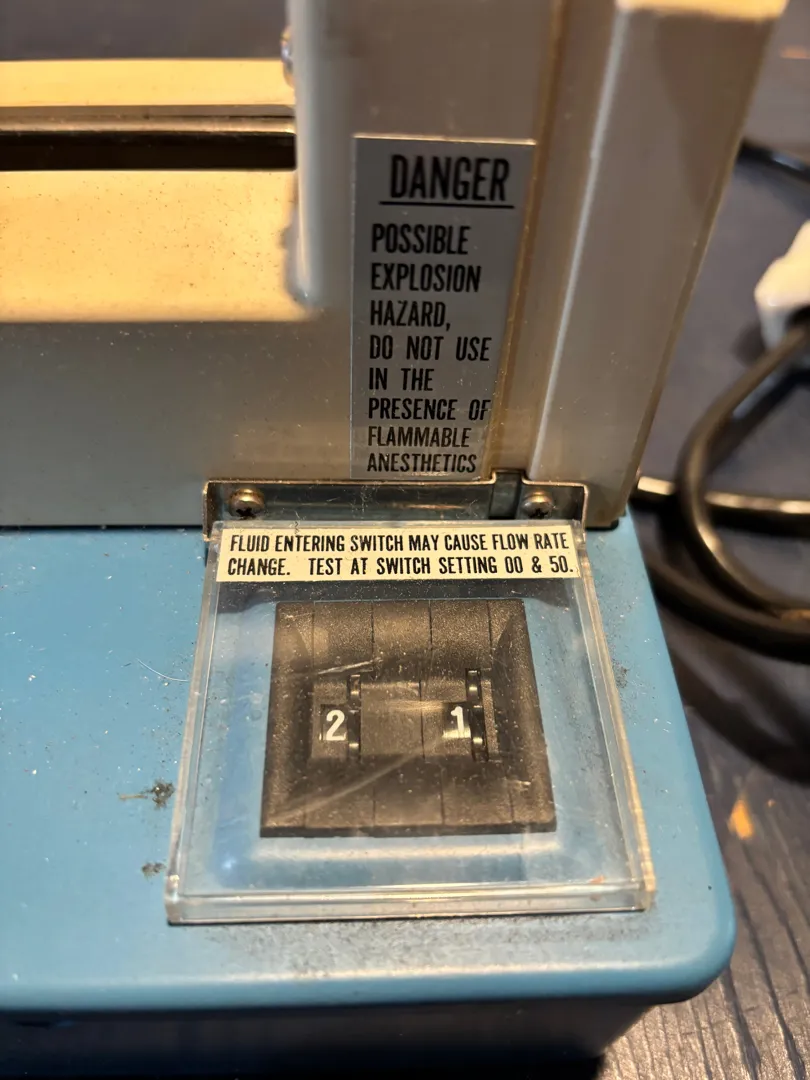 DANGER
POSSIBLE
EXPLOSION
HAZARD,
DO NOT USE
IN THE
PRESENCE OF
FLAMMABLE
ANESTHETICS
FLUID ENTERING SWITCH MAY CAUSE FLOW RATE
CHANGE. TEST AT SWITCH SETTING 00 & 50.
2 1